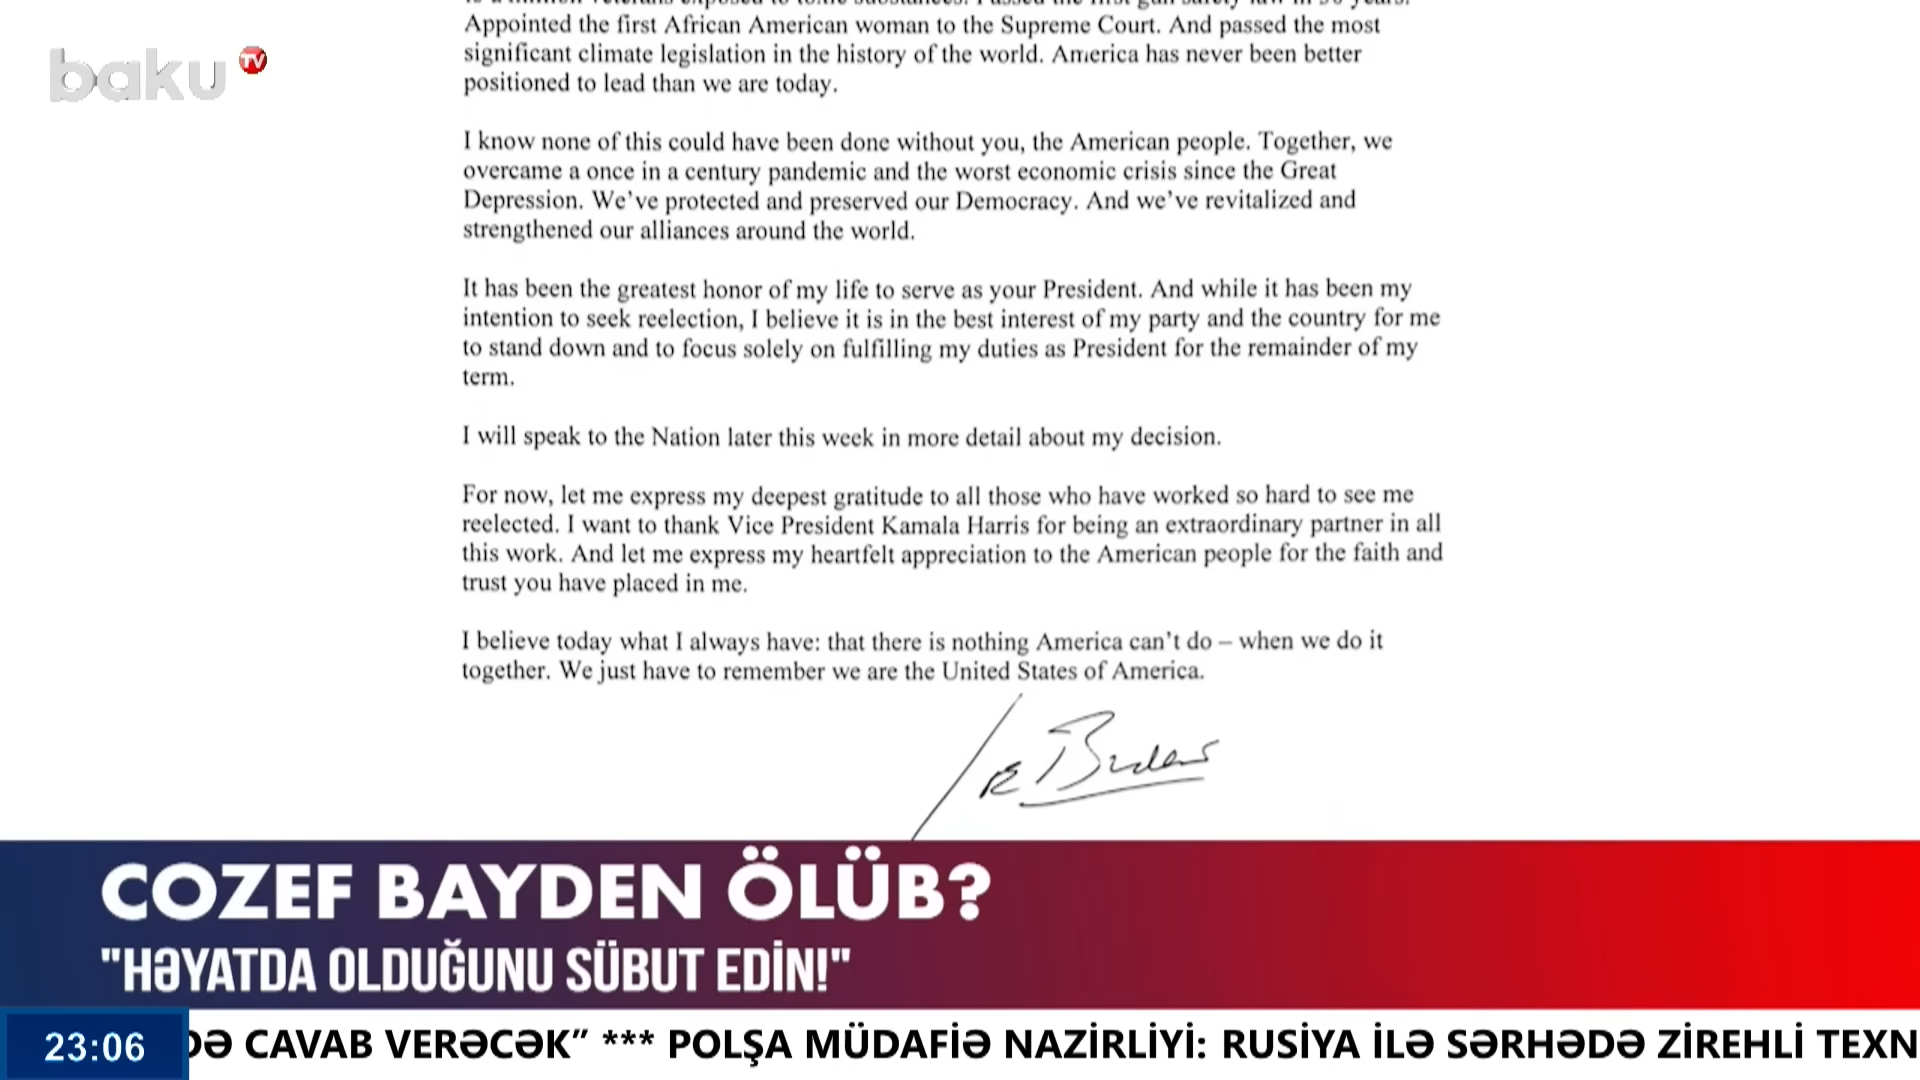 baku TV
Appointed the first African American woman to the Supreme Court. And passed the most
significant climate legislation in the history of the world. America has never been better
positioned to lead than we are today.
I know none of this could have been done without you, the American people. Together, we
overcame a once in a century pandemic and the worst economic crisis since the Great
Depression. We’ve protected and preserved our Democracy. And we’ve revitalized and
strengthened our alliances around the world.
It has been the greatest honor of my life to serve as your President. And while it has been my
intention to seek reelection, I believe it is in the best interest of my party and the country for me
to stand down and to focus solely on fulfilling my duties as President for the remainder of my
term.
I will speak to the Nation later this week in more detail about my decision.
For now, let me express my deepest gratitude to all those who have worked so hard to see me
reelected. I want to thank Vice President Kamala Harris for being an extraordinary partner in all
this work. And let me express my heartfelt appreciation to the American people for the faith and
trust you have placed in me.
I believe today what I always have: that there is nothing America can’t do – when we do it
together. We just have to remember we are the United States of America.
Joe Biden
COZEF BAYDEN ÖLÜB?
"HƏYATDA OLDUĞUNU SÜBUT EDİN!"
23:06
DƏ CAVAB VERƏCƏK” *** POLŞA MÜDAFİƏ NAZİRLİYİ: RUSİYA İLƏ SƏRHƏDƏ ZİREHLİ TEXN